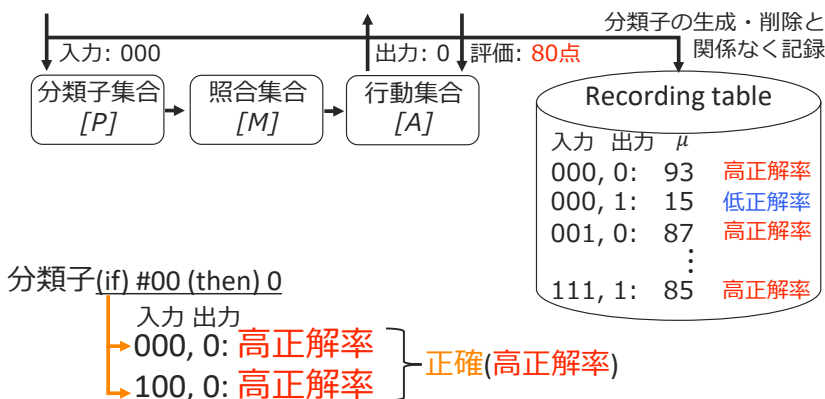 分類子の生成・削除と
関係なく記録
入力: 000
出力: 0
評価: 80点
分類子集合
[P]
照合集合
[M]
行動集合
[A]
Recording table
入力 出力 μ
000, 0: 93 高正解率
000, 1: 15 低正解率
001, 0: 87 高正解率
⋮
111, 1: 85 高正解率
分類子(if) #00 (then) 0
入力 出力
000, 0: 高正解率
100, 0: 高正解率
正確(高正解率)